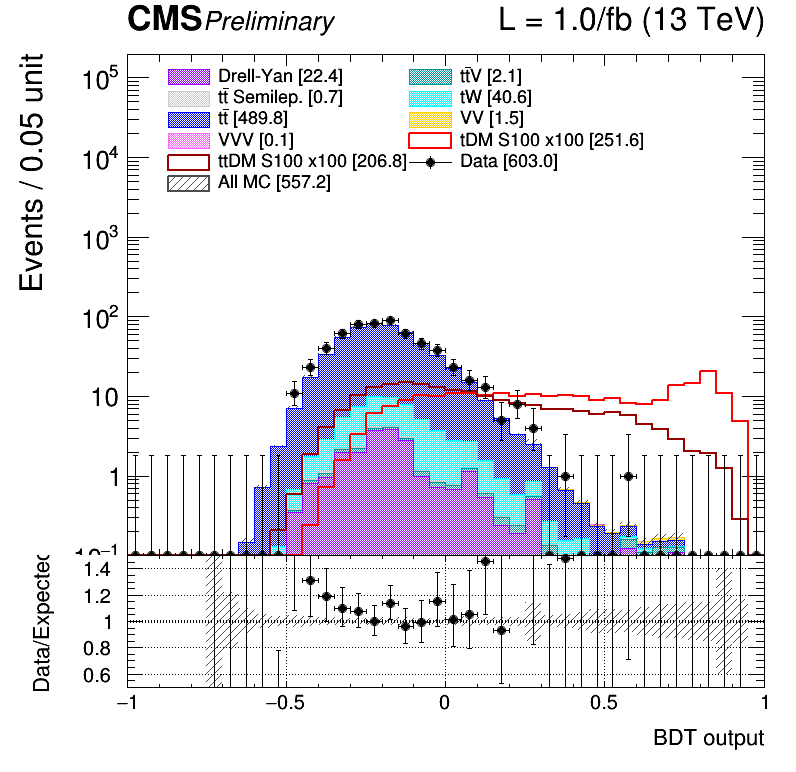 CMS Preliminary L = 1.0/fb (13 TeV)
Events / 0.05 unit
10⁵
10⁴
10³
10²
10
1
10⁻¹
Drell-Yan [22.4]
tt̄V [2.1]
tt̄ Semilep. [0.7]
tW [40.6]
tt̄ [489.8]
VV [1.5]
VVV [0.1]
tDM S100 x100 [251.6]
ttDM S100 x100 [206.8]
Data [603.0]
All MC [557.2]
Data/Expected
1.4
1.2
1
0.8
0.6
−1 −0.5 0 0.5 1
BDT output